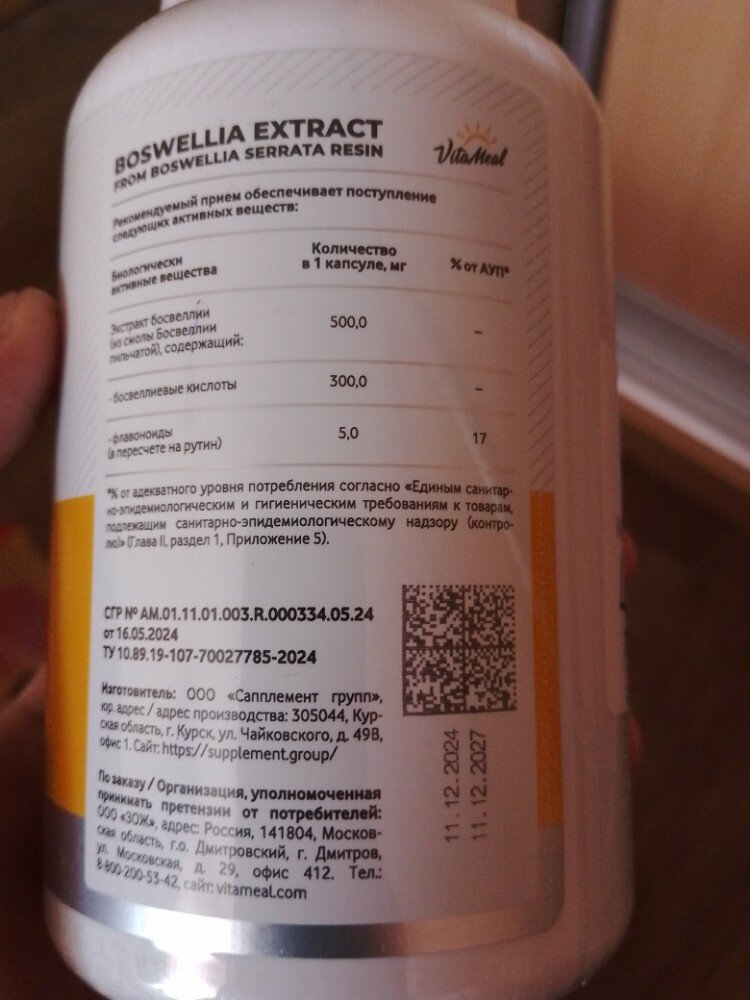 BOSWELLIA EXTRACT
FROM BOSWELLIA SERRATA RESIN
VitaMeal
Рекомендуемый прием обеспечивает поступление
следующих активных веществ:
Биологически
активные вещества
Количество
в 1 капсуле, мг
% от АУП*
Экстракт босвеллии
(из смолы Босвеллии
пильчатой), содержащий:
500,0
–
- босвеллиевые кислоты
300,0
–
- флавоноиды
(в пересчете на рутин)
5,0
17
*% от адекватного уровня потребления согласно «Единым санитар-
но-эпидемиологическим и гигиеническим требованиям к товарам,
подлежащим санитарно-эпидемиологическому надзору (контро-
лю)» (Глава II, раздел 1, Приложение 5).
СГР № AM.01.11.01.003.R.000334.05.24
от 16.05.2024
ТУ 10.89.19-107-70027785-2024
Изготовитель: ООО «Сапплемент групп»,
юр. адрес / адрес производства: 305044, Кур-
ская область, г. Курск, ул. Чайковского, д. 49В,
офис 1. Сайт: https://supplement.group/
По заказу / Организация, уполномоченная
принимать претензии от потребителей:
ООО «ЗОЖ», адрес: Россия, 141804, Москов-
ская область, г.о. Дмитровский, г. Дмитров,
ул. Московская, д. 29, офис 412. Тел.:
8-800-200-53-42, сайт: vitameal.com
11.12.2024
11.12.2027